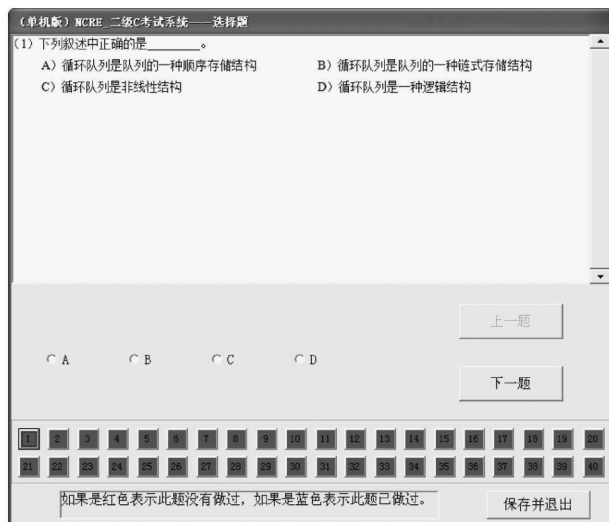 （单机版）NCRE_二级C考试系统——选择题
(1) 下列叙述中正确的是________。
A）循环队列是队列的一种顺序存储结构 B）循环队列是队列的一种链式存储结构
C）循环队列是非线性结构 D）循环队列是一种逻辑结构
上一题
A B C D
下一题
1 2 3 4 5 6 7 8 9 10 11 12 13 14 15 16 17 18 19 20
21 22 23 24 25 26 27 28 29 30 31 32 33 34 35 36 37 38 39 40
如果是红色表示此题没有做过，如果是蓝色表示此题已做过。 保存并退出